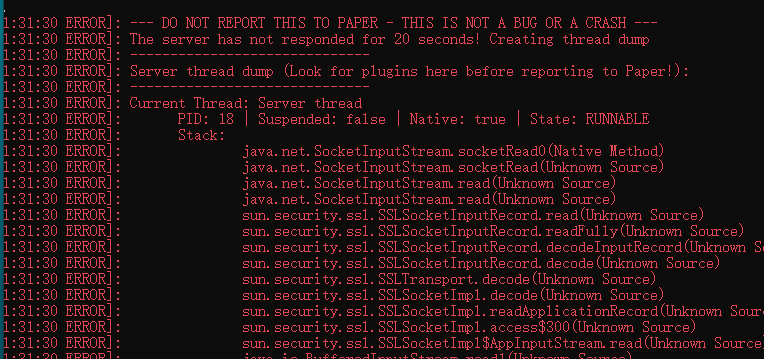 1:31:30 ERROR]: --- DO NOT REPORT THIS TO PAPER - THIS IS NOT A BUG OR A CRASH ---
1:31:30 ERROR]: The server has not responded for 20 seconds! Creating thread dump
1:31:30 ERROR]: ------------------------------
1:31:30 ERROR]: Server thread dump (Look for plugins here before reporting to Paper!):
1:31:30 ERROR]: ------------------------------
1:31:30 ERROR]: Current Thread: Server thread
1:31:30 ERROR]: PID: 18 | Suspended: false | Native: true | State: RUNNABLE
1:31:30 ERROR]: Stack:
1:31:30 ERROR]: java.net.SocketInputStream.socketRead0(Native Method)
1:31:30 ERROR]: java.net.SocketInputStream.socketRead(Unknown Source)
1:31:30 ERROR]: java.net.SocketInputStream.read(Unknown Source)
1:31:30 ERROR]: java.net.SocketInputStream.read(Unknown Source)
1:31:30 ERROR]: sun.security.ssl.SSLSocketInputRecord.read(Unknown Source)
1:31:30 ERROR]: sun.security.ssl.SSLSocketInputRecord.readFully(Unknown Source)
1:31:30 ERROR]: sun.security.ssl.SSLSocketInputRecord.decodeInputRecord(Unknown So
1:31:30 ERROR]: sun.security.ssl.SSLSocketInputRecord.decode(Unknown Source)
1:31:30 ERROR]: sun.security.ssl.SSLTransport.decode(Unknown Source)
1:31:30 ERROR]: sun.security.ssl.SSLSocketImpl.decode(Unknown Source)
1:31:30 ERROR]: sun.security.ssl.SSLSocketImpl.readApplicationRecord(Unknown Sourc
1:31:30 ERROR]: sun.security.ssl.SSLSocketImpl.access$300(Unknown Source)
1:31:30 ERROR]: sun.security.ssl.SSLSocketImpl$AppInputStream.read(Unknown Source)
1:31:30 ERROR]: java.io.BufferedInputStream.read1(Unknown Source)